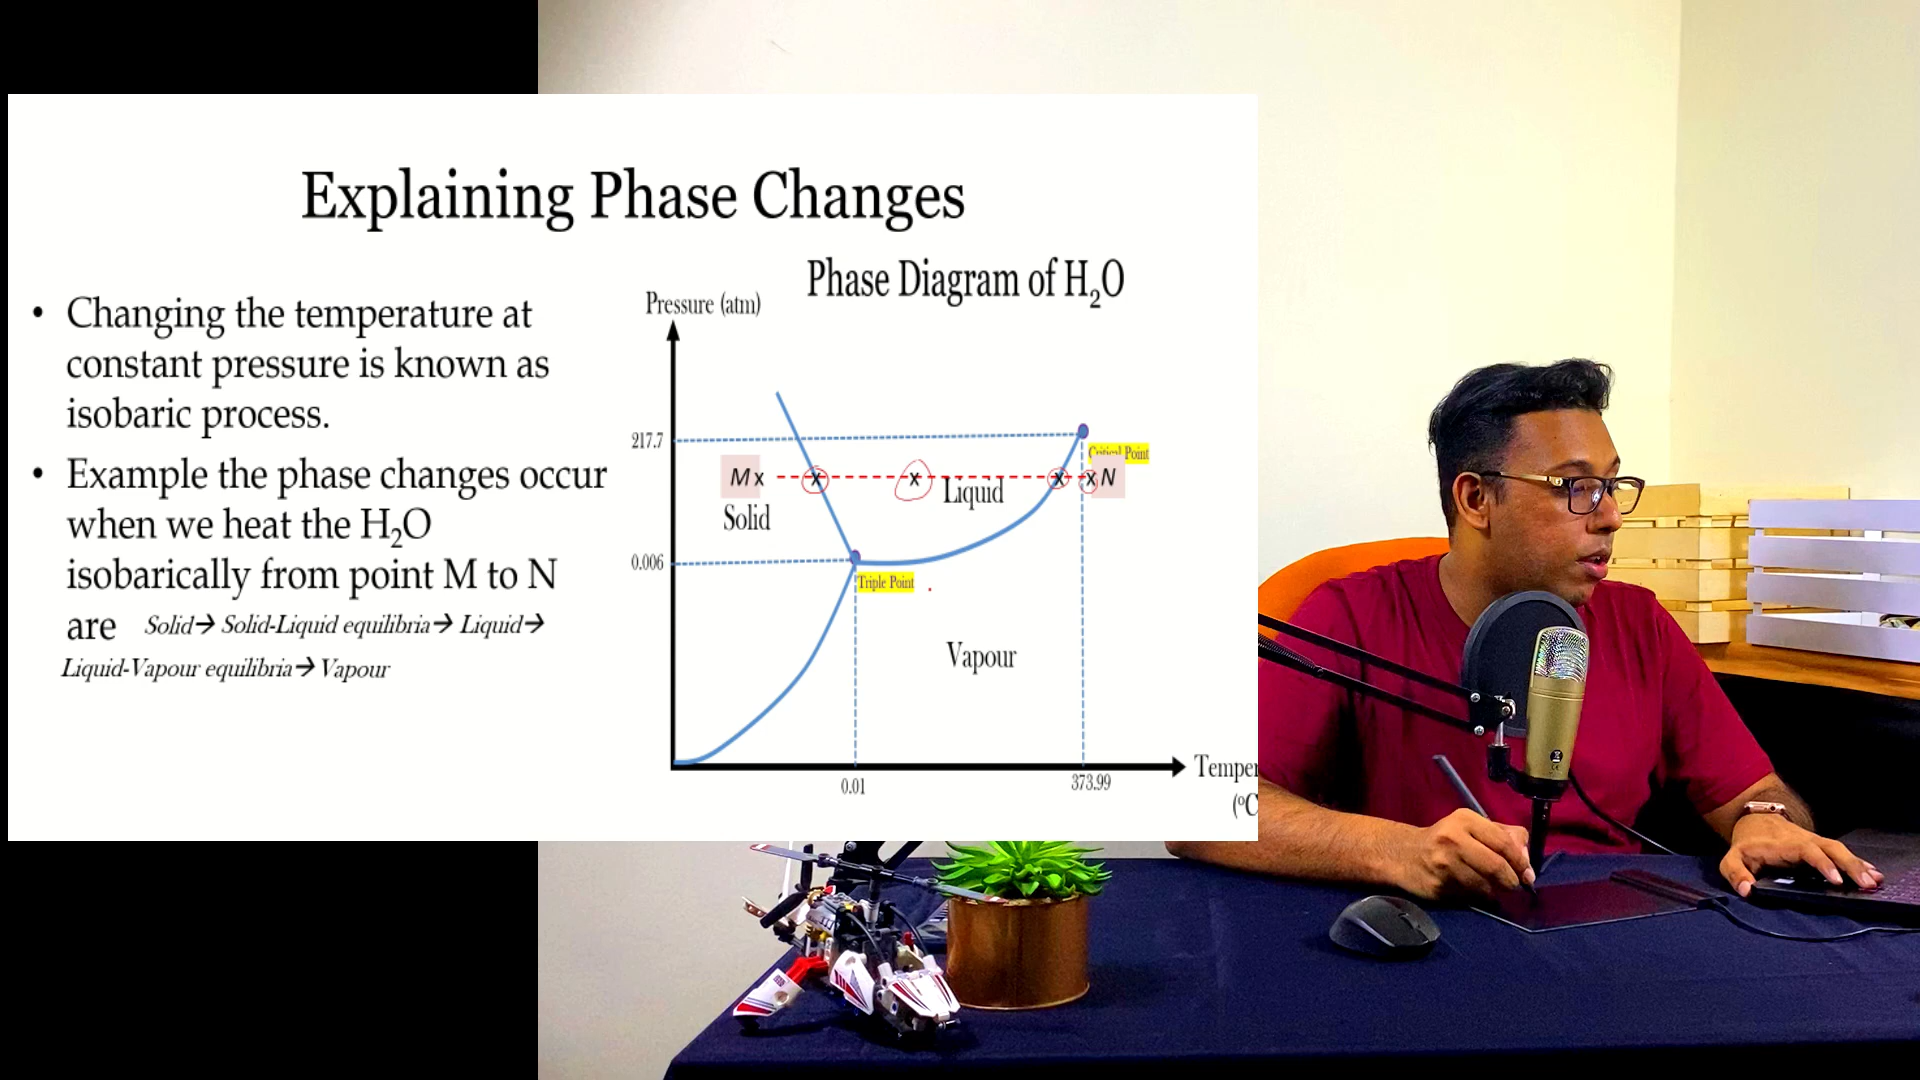 Explaining Phase Changes
• Changing the temperature at
constant pressure is known as
isobaric process.
• Example the phase changes occur
when we heat the H₂O
isobarically from point M to N
are Solid→ Solid-Liquid equilibria→ Liquid→
Liquid-Vapour equilibria→ Vapour
Phase Diagram of H₂O
Pressure (atm)
217.7
Critical Point
M x x x x x N
Liquid
Solid
0.006
Triple Point
Vapour
0.01
373.99
Temper
(°C